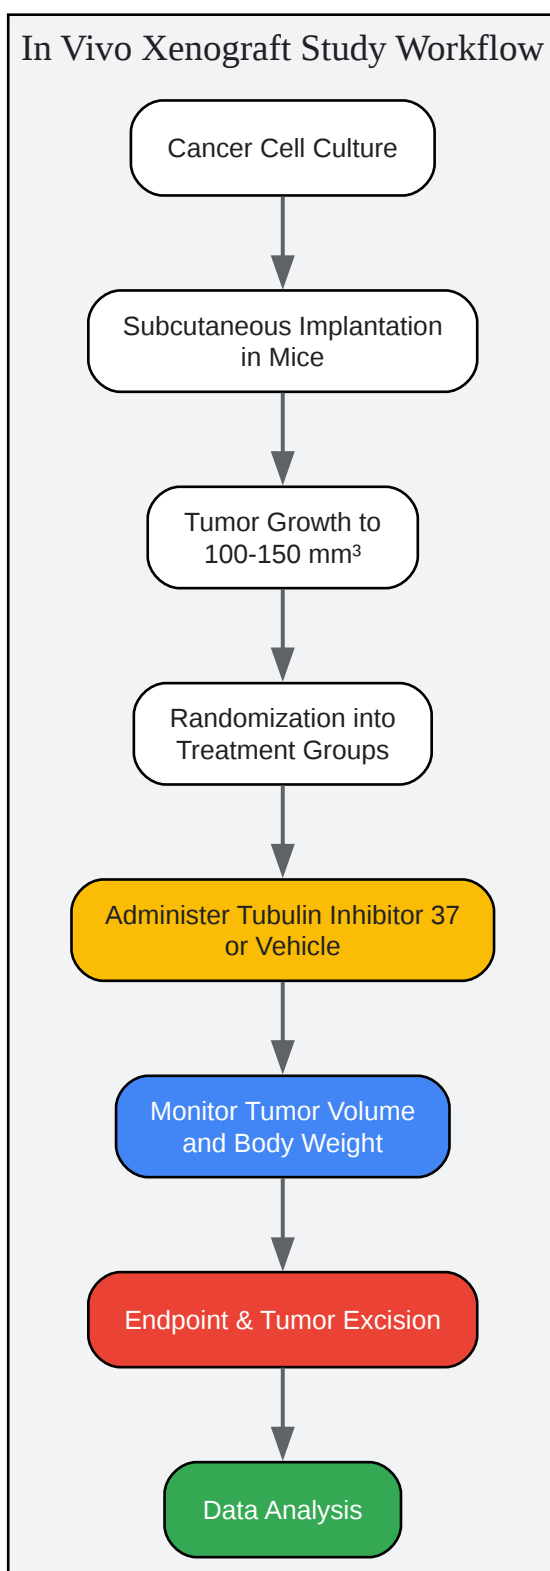 In Vivo Xenograft Study Workflow
Cancer Cell Culture
Subcutaneous Implantation
in Mice
Tumor Growth to
100-150 mm³
Randomization into
Treatment Groups
Administer Tubulin Inhibitor 37
or Vehicle
Monitor Tumor Volume
and Body Weight
Endpoint & Tumor Excision
Data Analysis